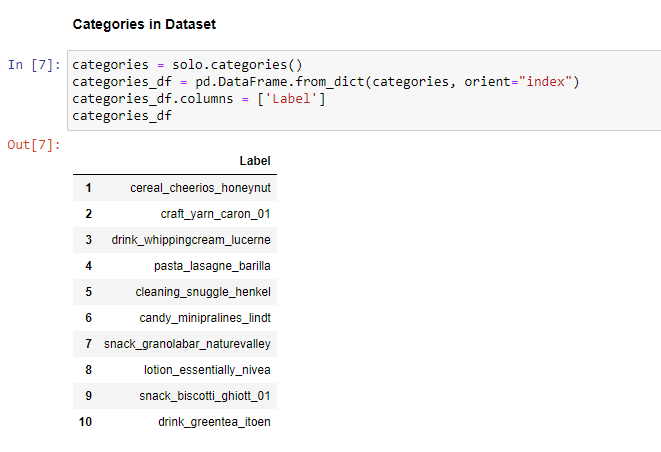 Categories in Dataset
In [7]: categories = solo.categories()
categories_df = pd.DataFrame.from_dict(categories, orient="index")
categories_df.columns = ['Label']
categories_df
Out[7]:
Label
1 cereal_cheerios_honeynut
2 craft_yarn_caron_01
3 drink_whippingcream_lucerne
4 pasta_lasagne_barilla
5 cleaning_snuggle_henkel
6 candy_minipralines_lindt
7 snack_granolabar_naturevalley
8 lotion_essentially_nivea
9 snack_biscotti_ghiott_01
10 drink_greentea_itoen